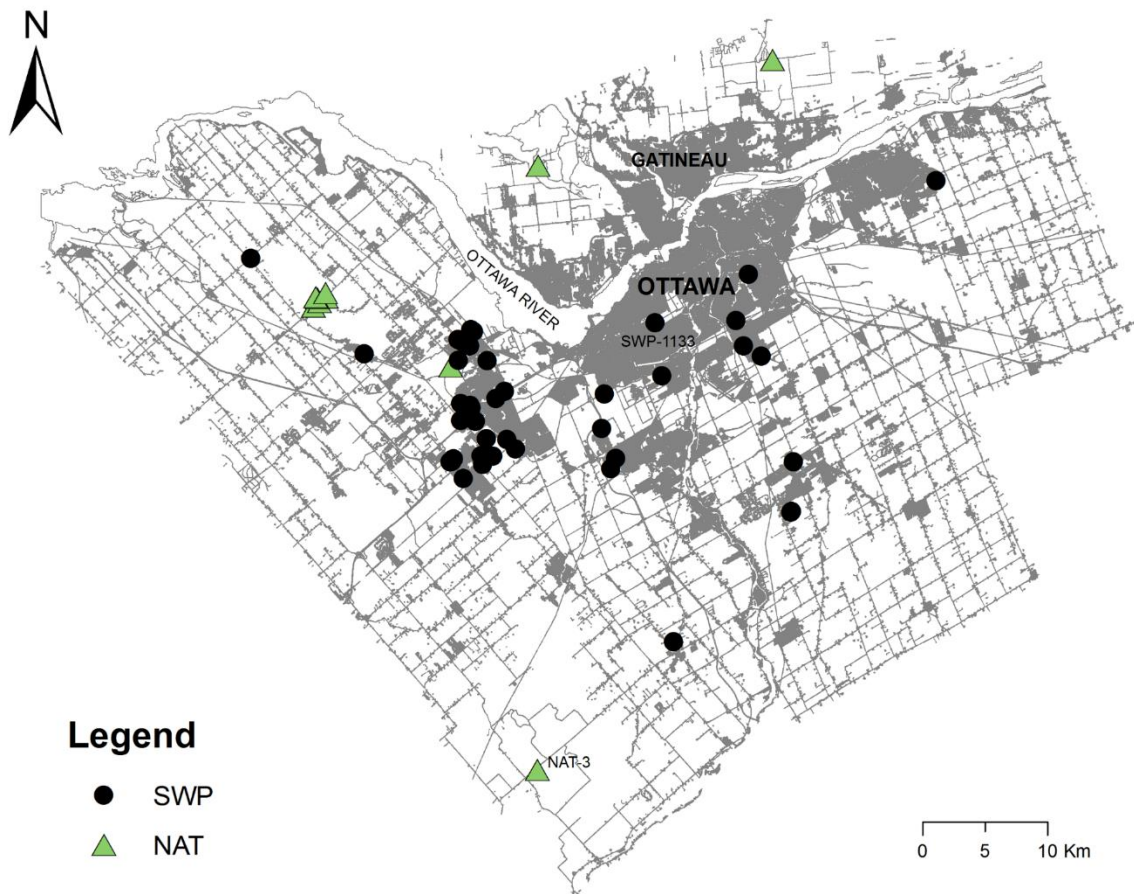 N
GATINEAU
OTTAWA RIVER
OTTAWA
SWP-1133
NAT-3
Legend
SWP
NAT
0 5 10 Km